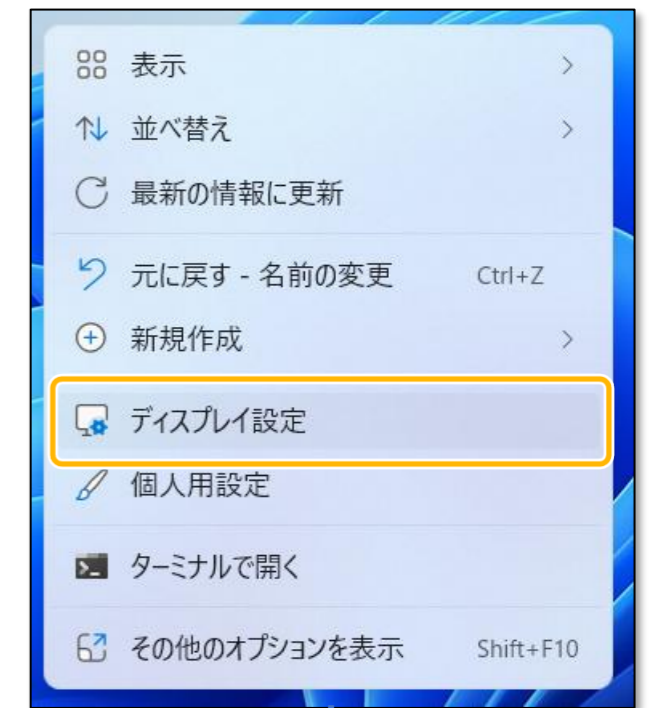 表示
並べ替え
最新の情報に更新
元に戻す - 名前の変更 Ctrl+Z
新規作成
ディスプレイ設定
個人用設定
ターミナルで開く
その他のオプションを表示 Shift+F10